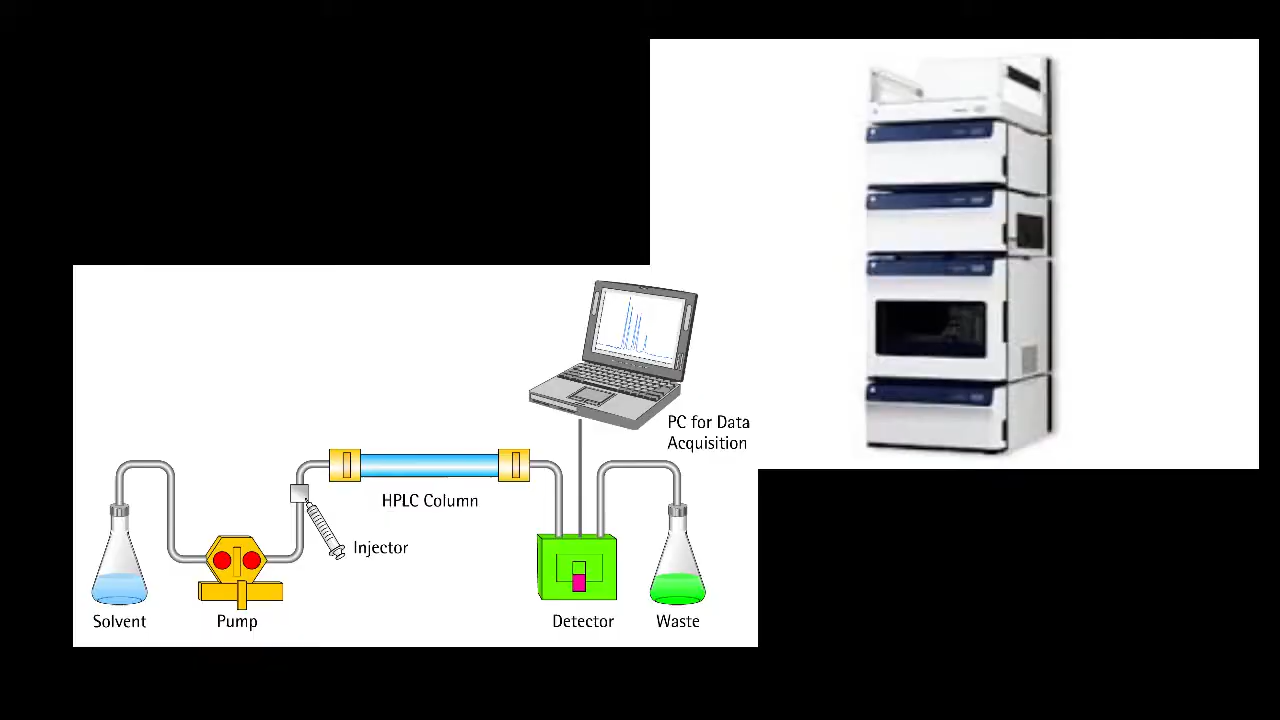 PC for Data
Acquisition
HPLC Column
Injector
Solvent
Pump
Detector
Waste